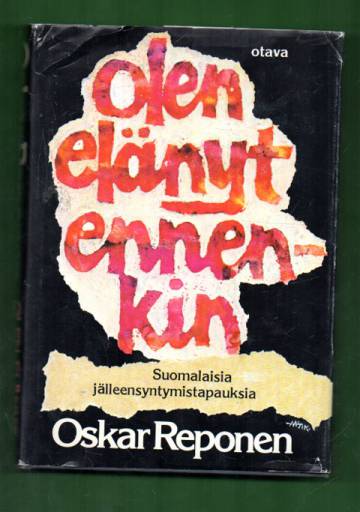 otava
olen
elänyt
ennen-
kin
Suomalaisia
jälleensyntymistapauksia
Oskar Reponen